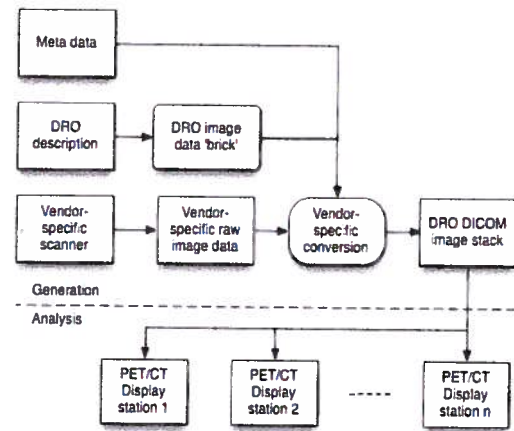 Meta data
DRO
description
DRO image
data 'brick'
Vendor-
specific
scanner
Vendor-
specific raw
image data
Vendor-
specific
conversion
DRO DICOM
image stack
Generation
Analysis
PET/CT
Display
station 1
PET/CT
Display
station 2
PET/CT
Display
station n